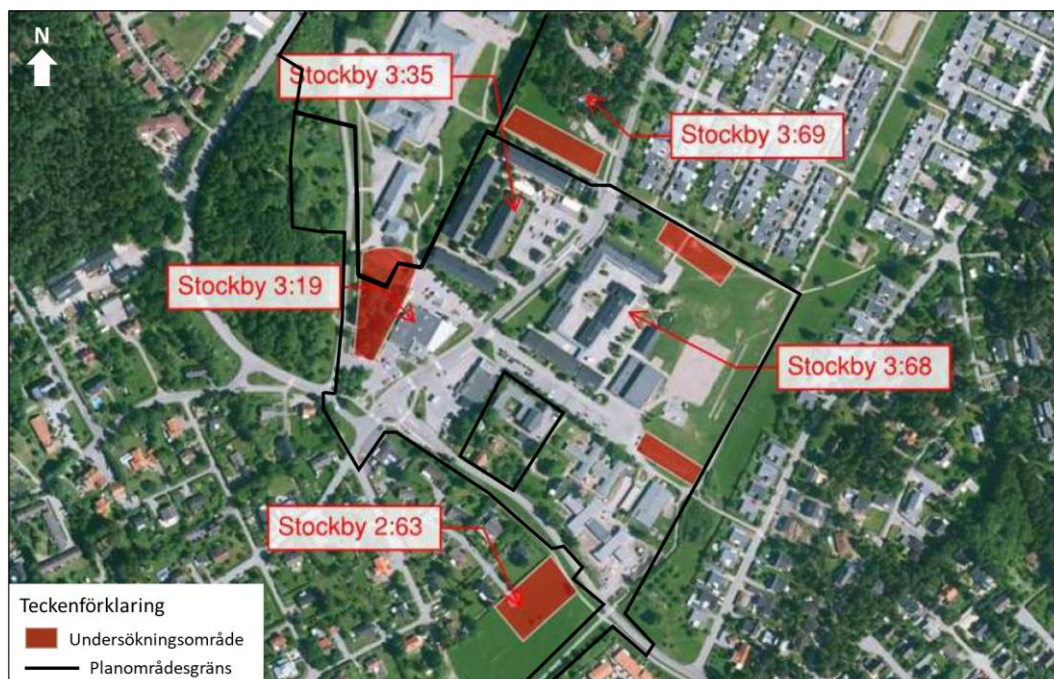 N
Stockby 3:35
Stockby 3:69
Stockby 3:19
Stockby 3:68
Stockby 2:63
Teckenförklaring
Undersökningsområde
Planområdesgräns